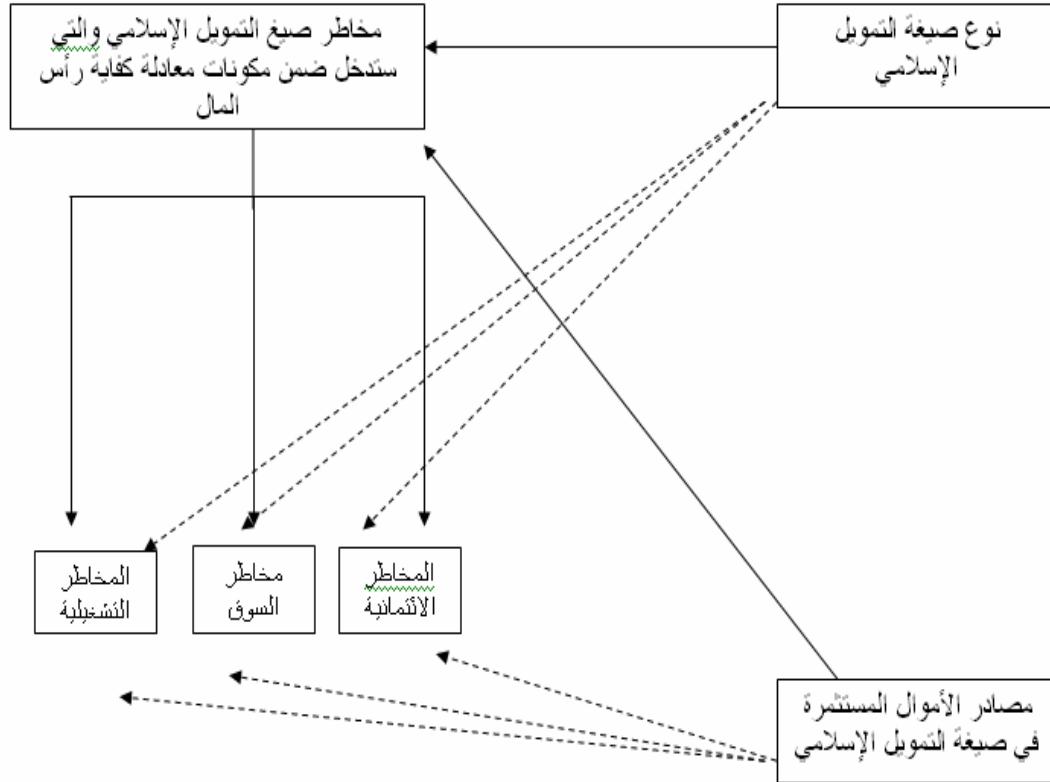 نوع صيغة التمويل
الإسلامي
مخاطر صيغ التمويل الإسلامي والتي
ستدخل ضمن مكونات معادلة كفاية رأس
المال
المخاطر
الائتمانية
مخاطر
السوق
المخاطر
التشغيلية
مصادر الأموال المستثمرة
في صيغة التمويل الإسلامي